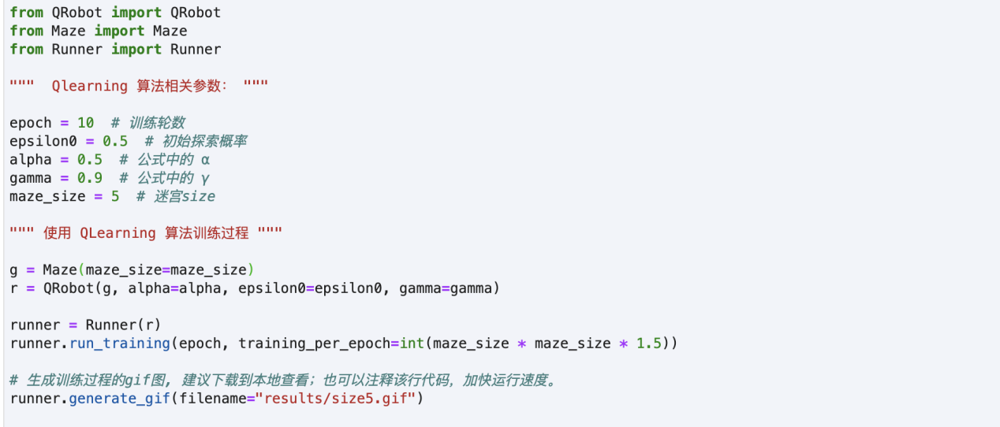 from QRobot import QRobot
from Maze import Maze
from Runner import Runner
"""  Qlearning 算法相关参数： """
epoch = 10  # 训练轮数
epsilon0 = 0.5  # 初始探索概率
alpha = 0.5  # 公式中的 α
gamma = 0.9  # 公式中的 γ
maze_size = 5  # 迷宫size
""" 使用 QLearning 算法训练过程 """
g = Maze(maze_size=maze_size)
r = QRobot(g, alpha=alpha, epsilon0=epsilon0, gamma=gamma)
runner = Runner(r)
runner.run_training(epoch, training_per_epoch=int(maze_size * maze_size * 1.5))
# 生成训练过程的gif图, 建议下载到本地查看；也可以注释该行代码，加快运行速度。
runner.generate_gif(filename="results/size5.gif")